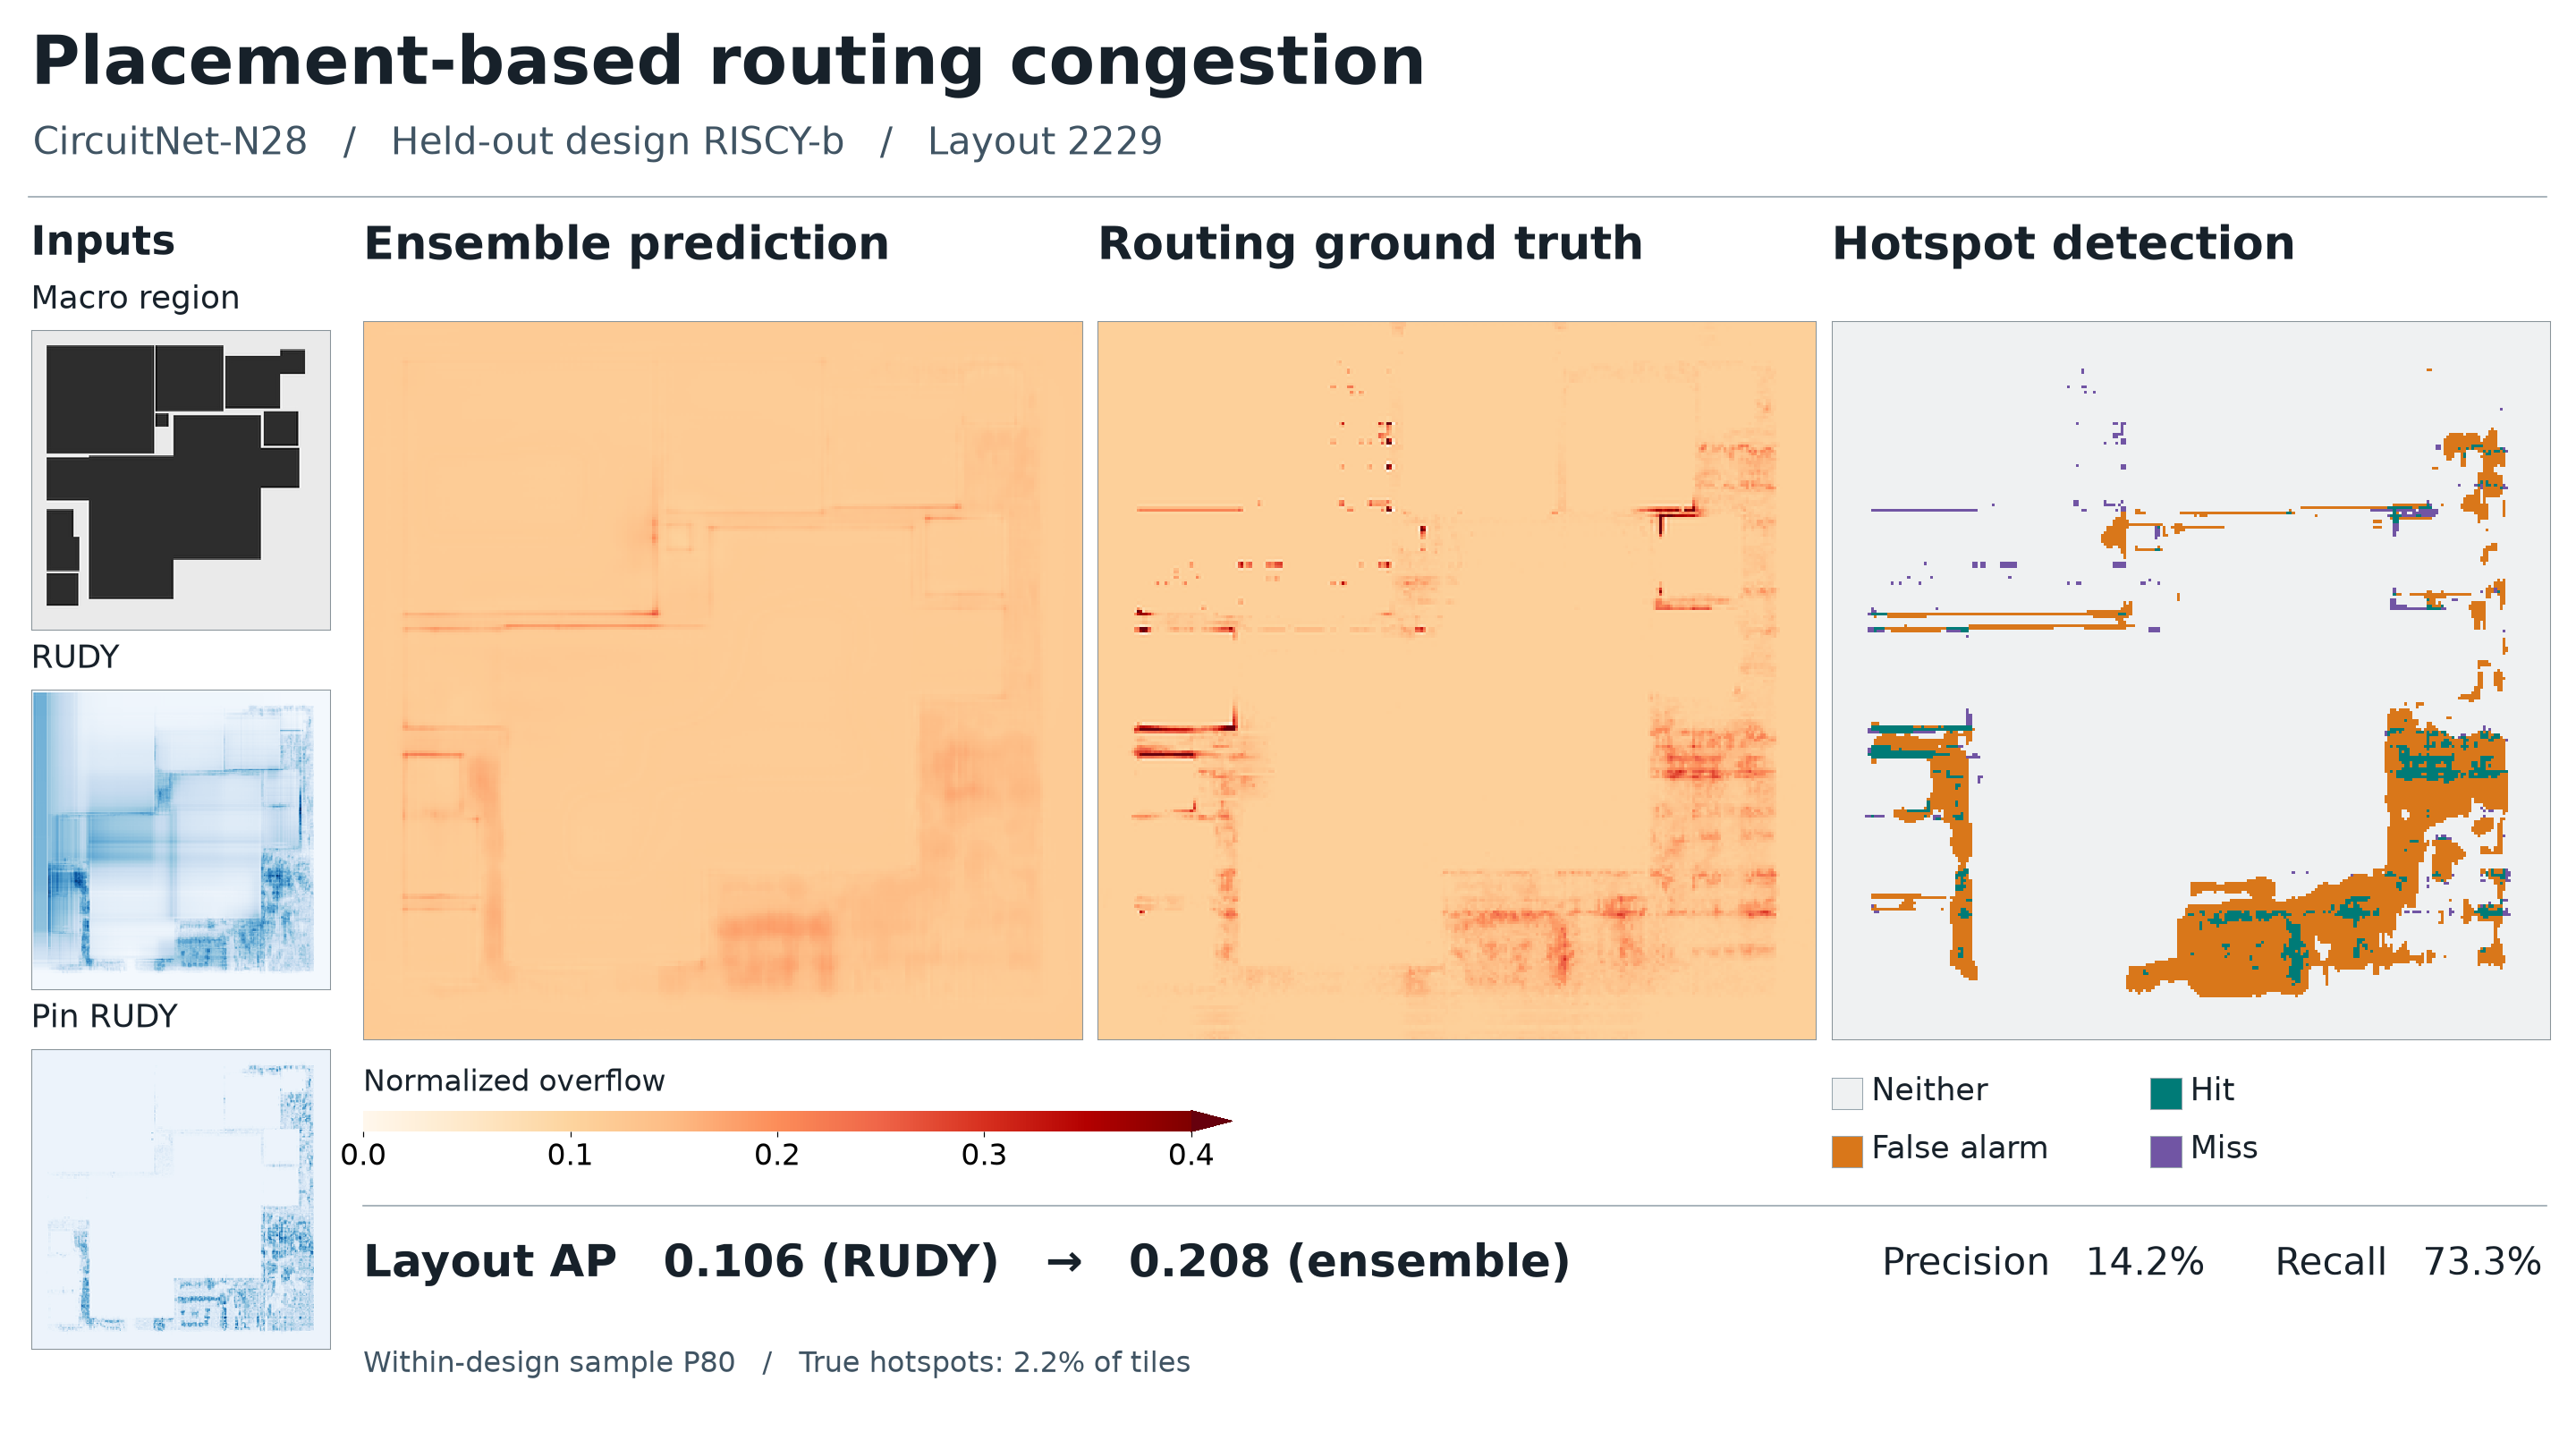 Placement-based routing congestion
CircuitNet-N28 / Held-out design RISCY-b / Layout 2229
Inputs
Macro region
RUDY
Pin RUDY
Ensemble prediction
Routing ground truth
Hotspot detection
Normalized overflow
0.0 0.1 0.2 0.3 0.4
Neither
Hit
False alarm
Miss
Layout AP 0.106 (RUDY) → 0.208 (ensemble)
Precision 14.2% Recall 73.3%
Within-design sample P80 / True hotspots: 2.2% of tiles